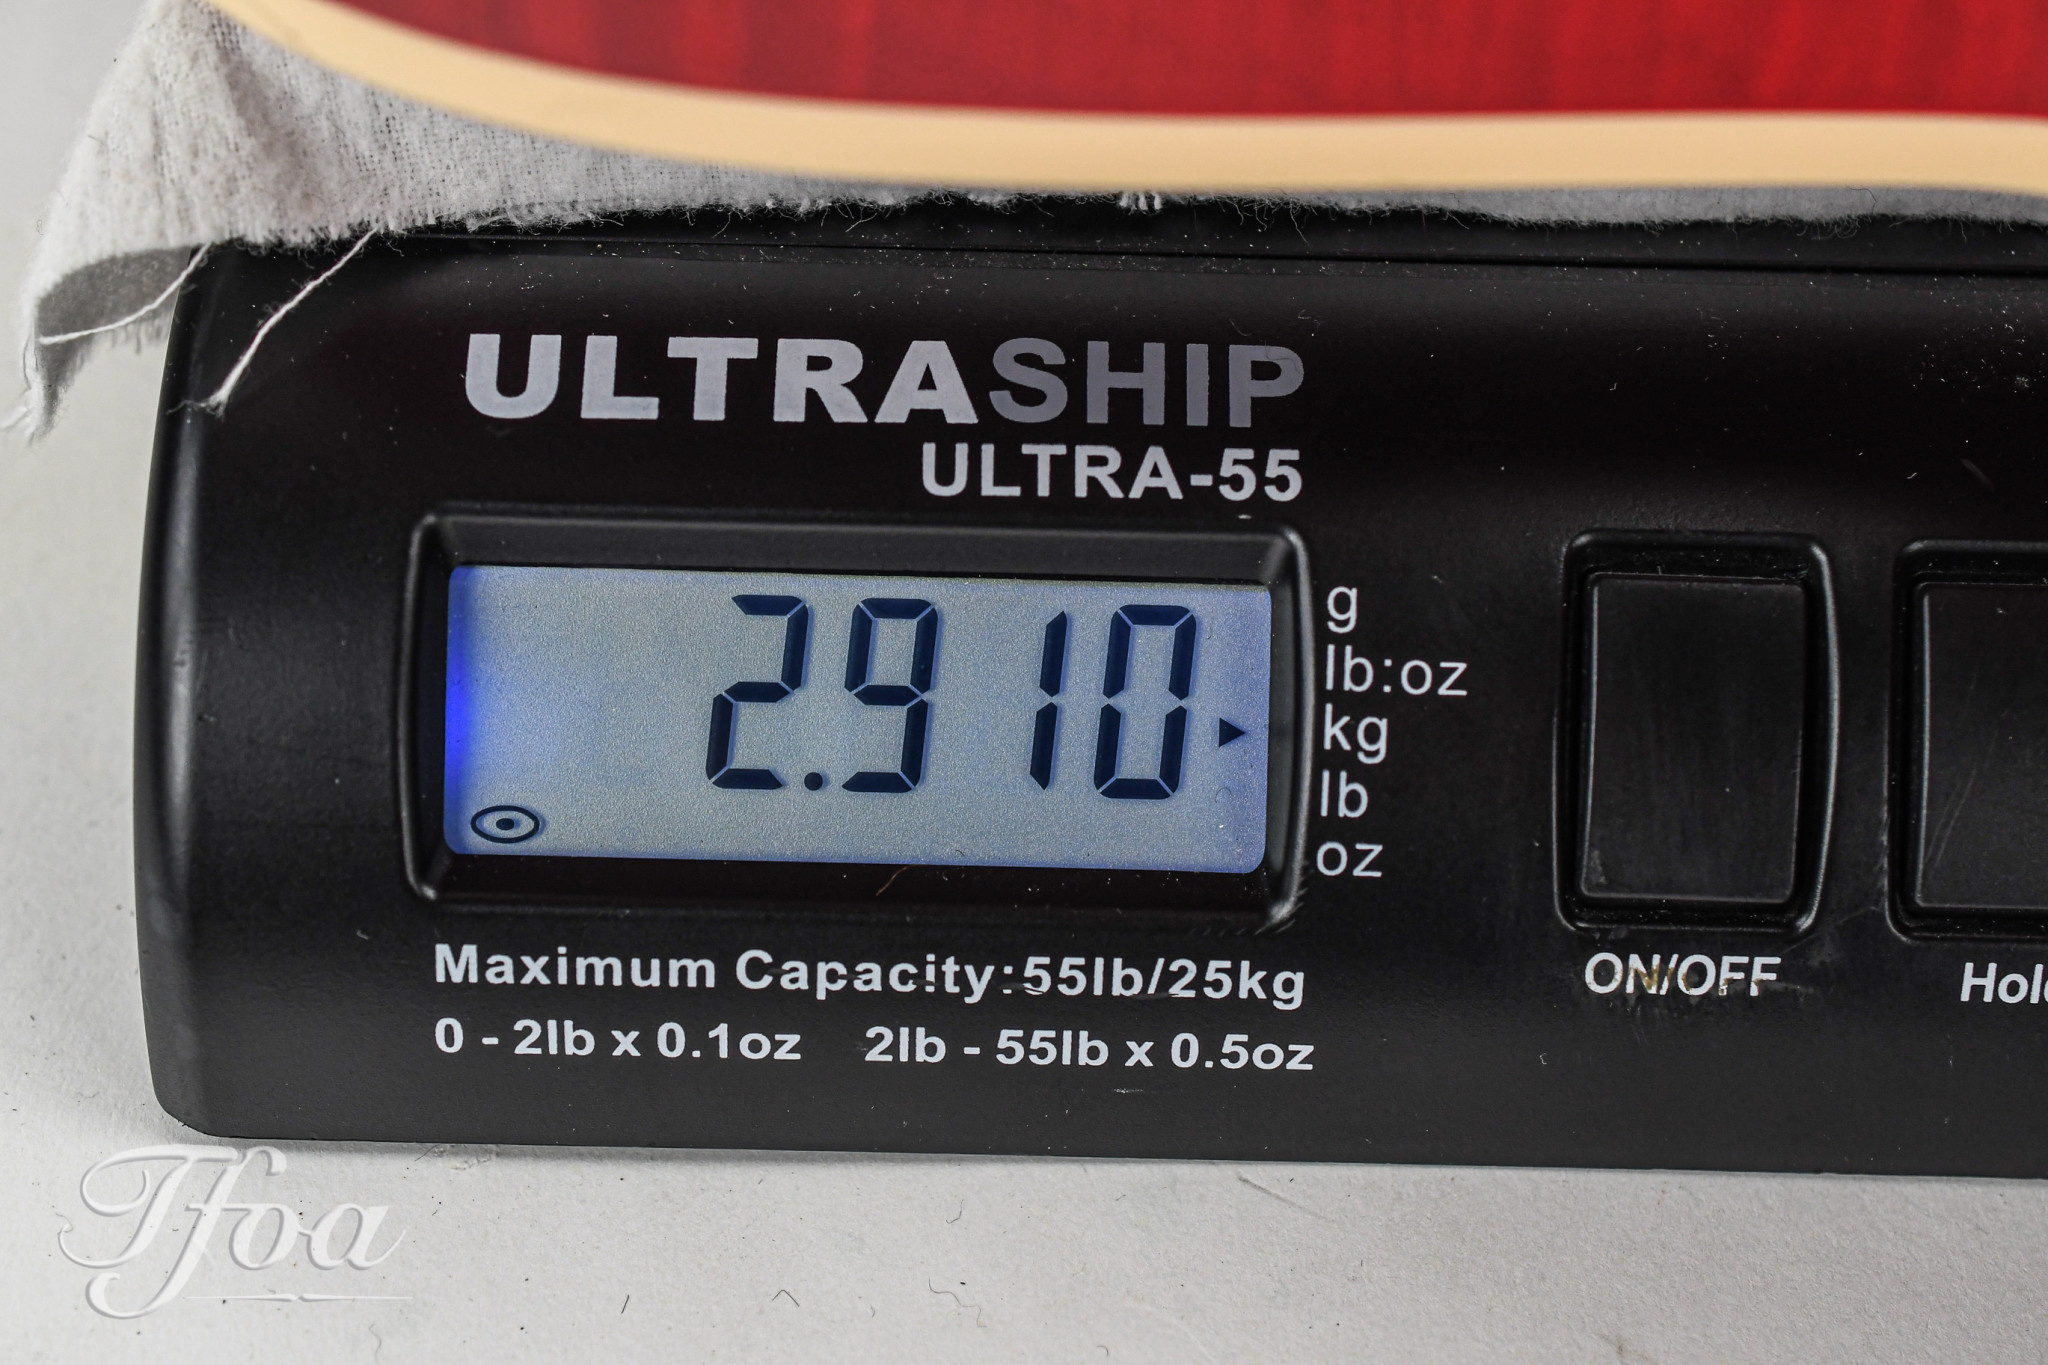 ULTRASHIP
ULTRA-55
2.910
g
lb:oz
kg
lb
oz
Maximum Capacity:55lb/25kg
0 - 2lb x 0.1oz 2lb - 55lb x 0.5oz
ON/OFF
Hol
Tfoa